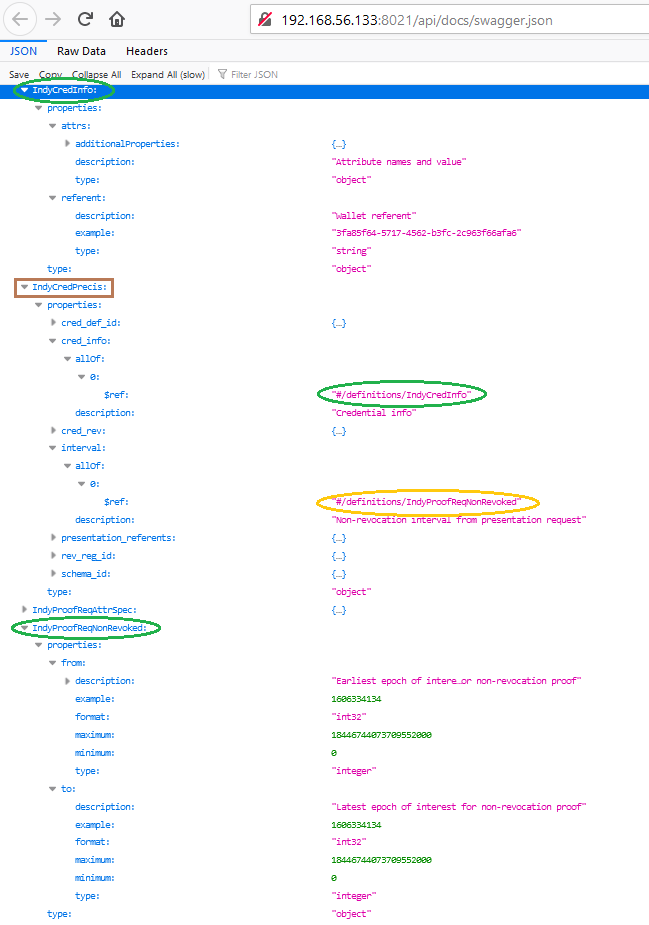 192.168.56.133:8021/api/docs/swagger.json
JSON Raw Data Headers
Save Copy Collapse All Expand All (slow) Filter JSON
IndyCredInfo:
properties:
attrs:
additionalProperties: {…}
description: "Attribute names and value"
type: "object"
referent:
description: "Wallet referent"
example: "3fa85f64-5717-4562-b3fc-2c963f66afa6"
type: "string"
type: "object"
IndyCredPrecis:
properties:
cred_def_id: {…}
cred_info:
allOf:
0:
$ref: "#/definitions/IndyCredInfo"
description: "Credential info"
cred_rev: {…}
interval:
allOf:
0:
$ref: "#/definitions/IndyProofReqNonRevoked"
description: "Non-revocation interval from presentation request"
presentation_referents: {…}
rev_reg_id: {…}
schema_id: {…}
type: "object"
IndyProofReqAttrSpec: {…}
IndyProofReqNonRevoked:
properties:
from:
description: "Earliest epoch of intere…or non-revocation proof"
example: 1606334134
format: "int32"
maximum: 18446744073709552000
minimum: 0
type: "integer"
to:
description: "Latest epoch of interest for non-revocation proof"
example: 1606334134
format: "int32"
maximum: 18446744073709552000
minimum: 0
type: "integer"
type: "object"